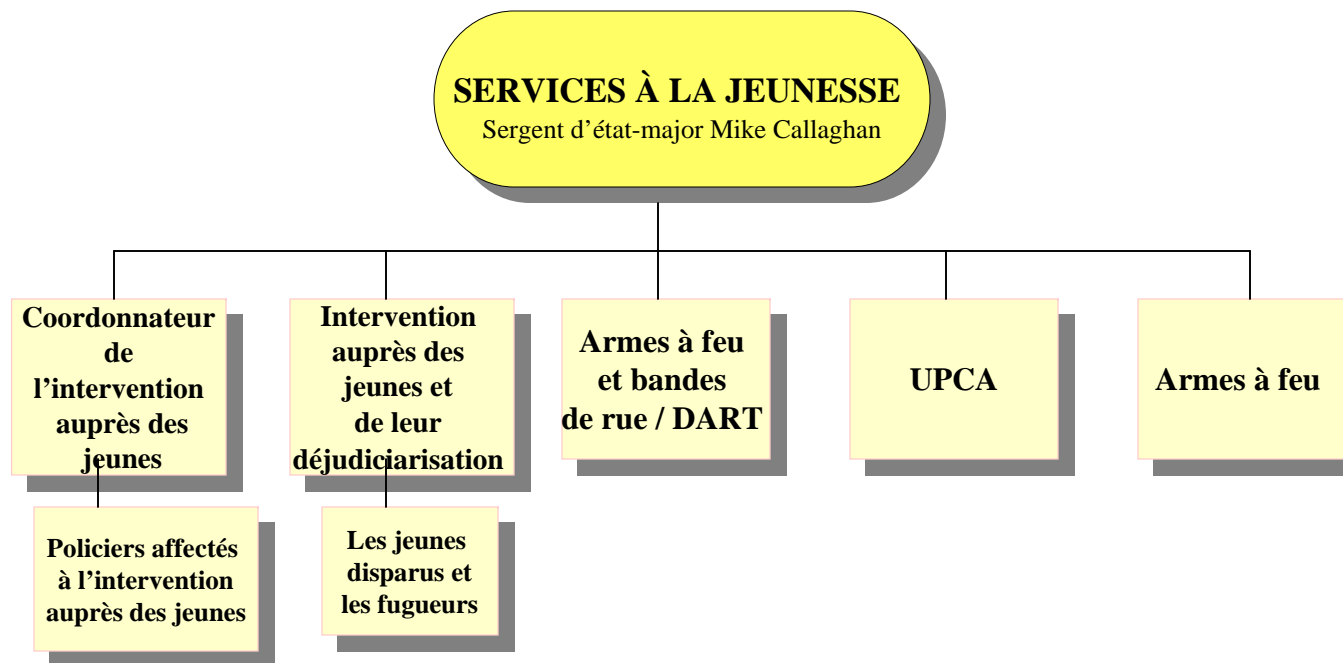 SERVICES À LA JEUNESSE
Sergent d’état-major Mike Callaghan
Coordonnateur
de
l’intervention
auprès des
jeunes
Intervention
auprès des
jeunes et
de leur
déjudiciarisation
Armes à feu
et bandes
de rue / DART
UPCA
Armes à feu
Policiers affectés
à l’intervention
auprès des jeunes
Les jeunes
disparus et
les fugueurs